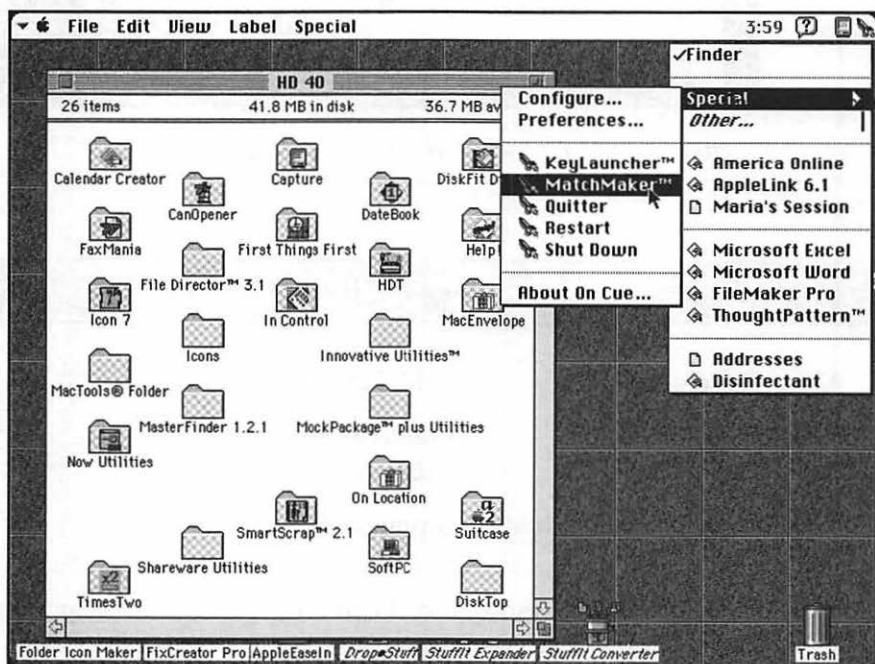 File Edit View Label Special 3:59
HD 40
26 items 41.8 MB in disk 36.7 MB av
Calendar Creator
Capture
DiskFit D
CanOpener
DateBook
FaxMania
First Things First
Help!
File Director™ 3.1
HDT
Icon 7
In Control
MacEnvelope
Icons
Innovative Utilities™
MacTools® Folder
MasterFinder 1.2.1
MockPackage™ plus Utilities
Now Utilities
On Location
SmartScrap™ 2.1
Suitcase
Shareware Utilities
SoftPC
TimesTwo
DiskTop
Configure...
Preferences...
KeyLauncher™
MatchMaker™
Quitter
Restart
Shut Down
About On Cue...
✓Finder
Special
Other...
America Online
AppleLink 6.1
Maria's Session
Microsoft Excel
Microsoft Word
FileMaker Pro
ThoughtPattern™
Addresses
Disinfectant
Folder Icon Maker FixCreator Pro AppleEaseIn Drop•Stuff StuffIt Expander StuffIt Converter
Trash